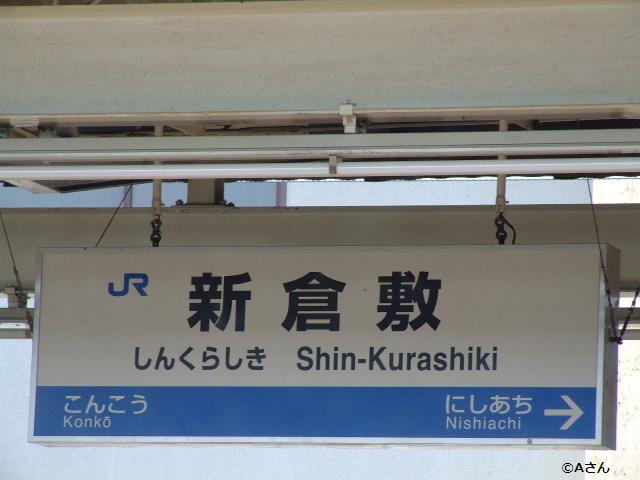 JR 新倉敷
しんくらしき Shin-Kurashiki
こんこう にしあち →
Konkō Nishiachi
©Aさん